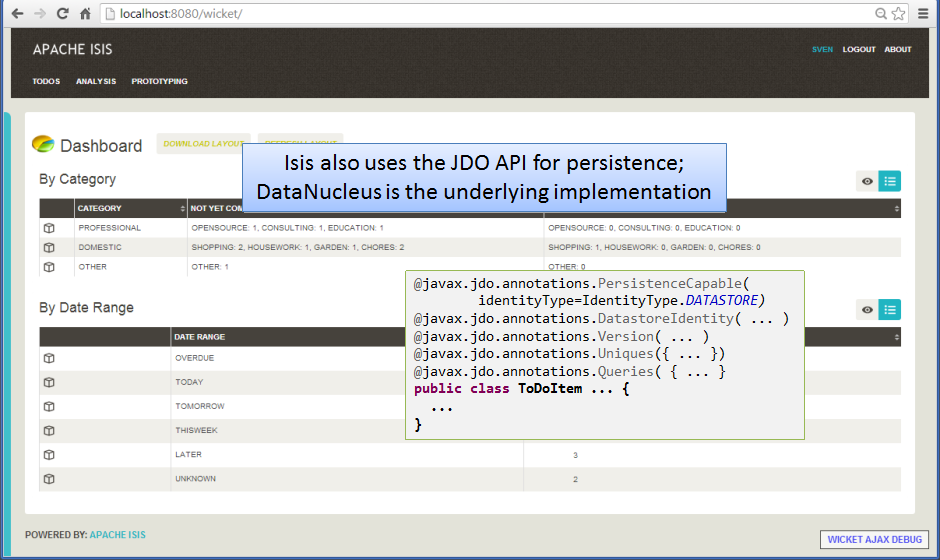 localhost:8080/wicket/
APACHE ISIS
SVEN LOGOUT ABOUT
TODOS ANALYSIS PROTOTYPING
Dashboard DOWNLOAD LAYOUT
Isis also uses the JDO API for persistence;
DataNucleus is the underlying implementation
By Category
CATEGORY NOT YET
PROFESSIONAL OPENSOURCE: 1, CONSULTING: 1, EDUCATION: 1 OPENSOURCE: 0, CONSULTING: 0, EDUCATION: 0
DOMESTIC SHOPPING: 2, HOUSEWORK: 1, GARDEN: 1, CHORES: 2 SHOPPING: 1, HOUSEWORK: 0, GARDEN: 0, CHORES: 0
OTHER OTHER: 1 OTHER: 0
By Date Range
DATE RANGE
OVERDUE
TODAY
TOMORROW
THISWEEK
LATER 3
UNKNOWN 2
@javax.jdo.annotations.PersistenceCapable(
identityType=IdentityType.DATASTORE)
@javax.jdo.annotations.DatastoreIdentity( ... )
@javax.jdo.annotations.Version( ... )
@javax.jdo.annotations.Uniques({ ... })
@javax.jdo.annotations.Queries( { ... }
public class ToDoItem ... {
...
}
POWERED BY: APACHE ISIS
WICKET AJAX DEBUG